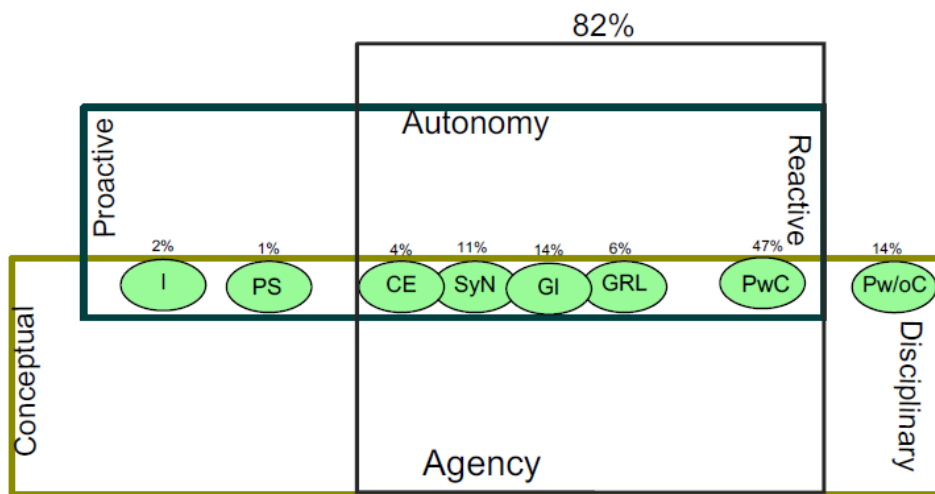 82%
Autonomy
Proactive
Reactive
2% 1% 4% 11% 14% 6% 47% 14%
I PS CE SyN GI GRL PwC Pw/oC
Conceptual
Disciplinary
Agency